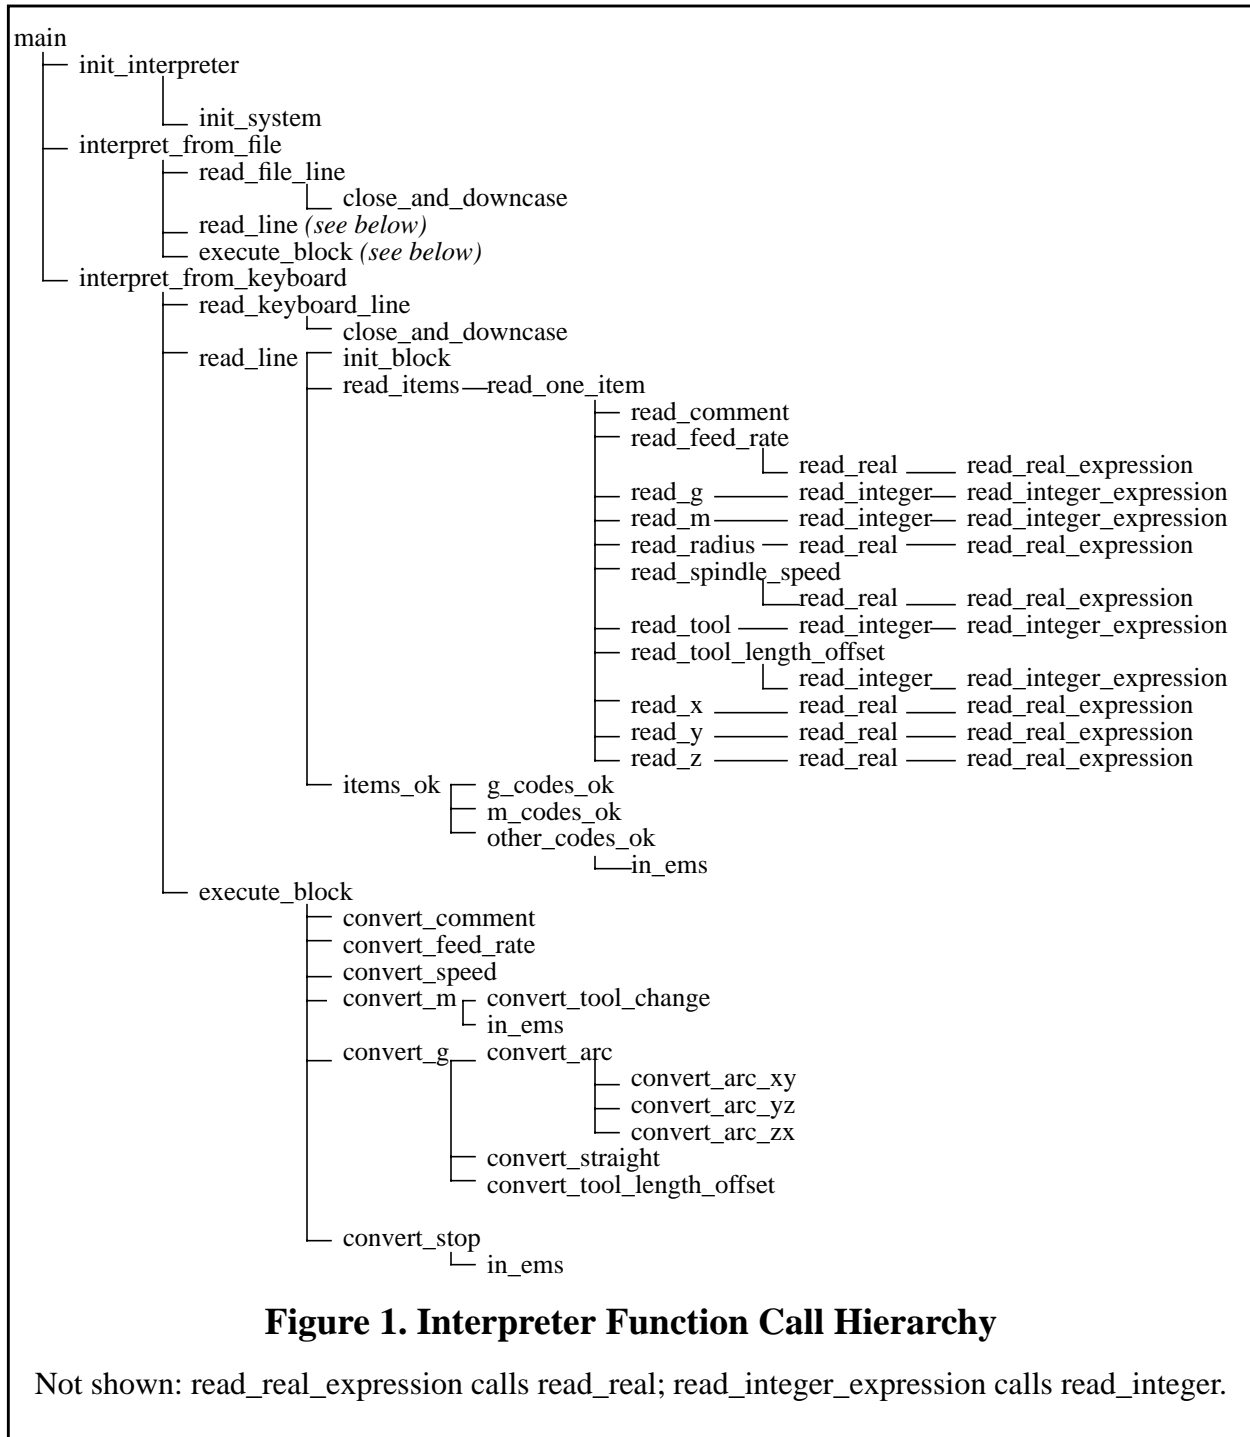 main
init_interpreter
init_system
interpret_from_file
read_file_line
close_and_downcase
read_line (see below)
execute_block (see below)
interpret_from_keyboard
read_keyboard_line
close_and_downcase
read_line init_block
read_items read_one_item
read_comment
read_feed_rate
read_real read_real_expression
read_g read_integer read_integer_expression
read_m read_integer read_integer_expression
read_radius read_real read_real_expression
read_spindle_speed
read_real read_real_expression
read_tool read_integer read_integer_expression
read_tool_length_offset
read_integer read_integer_expression
read_x read_real read_real_expression
read_y read_real read_real_expression
read_z read_real read_real_expression
items_ok g_codes_ok
m_codes_ok
other_codes_ok
in_ems
execute_block
convert_comment
convert_feed_rate
convert_speed
convert_m convert_tool_change
in_ems
convert_g convert_arc
convert_arc_xy
convert_arc_yz
convert_arc_zx
convert_straight
convert_tool_length_offset
convert_stop
in_ems
Figure 1. Interpreter Function Call Hierarchy
Not shown: read_real_expression calls read_real; read_integer_expression calls read_integer.